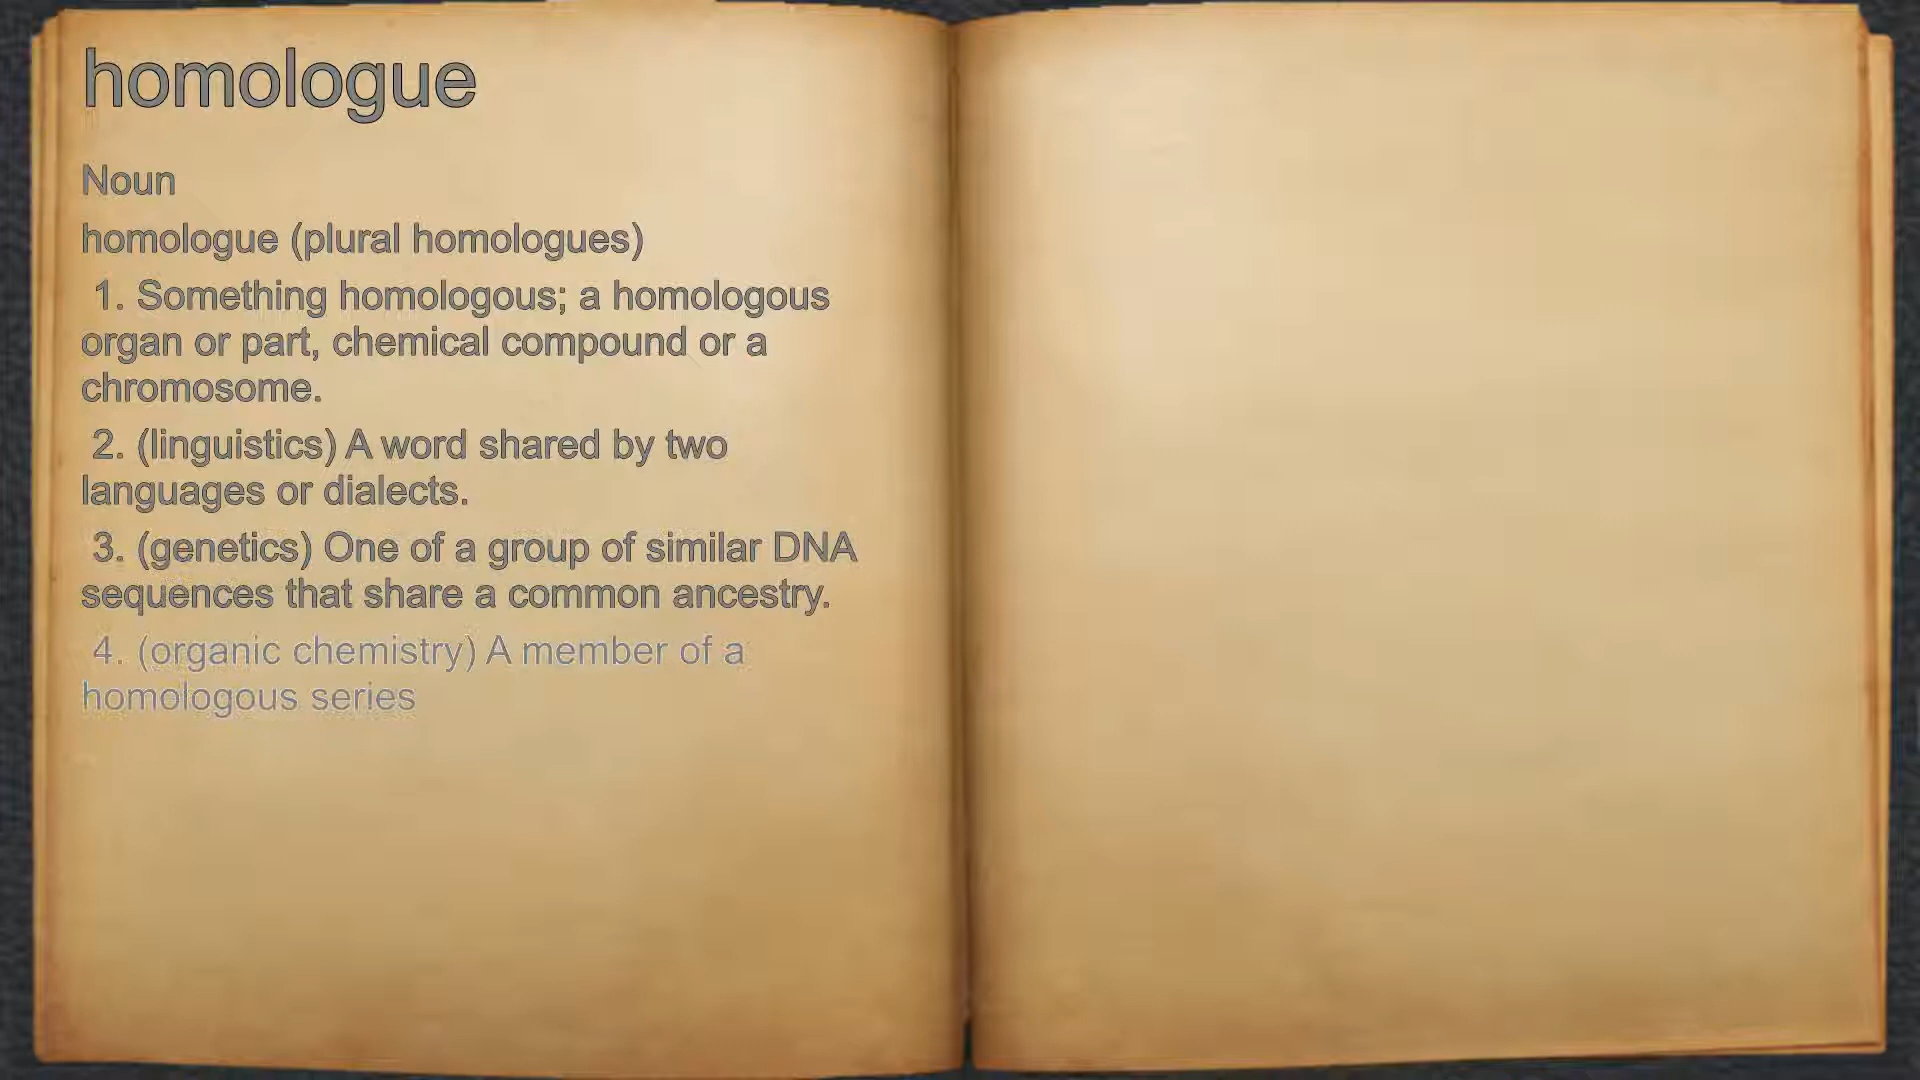 homologue
Noun
homologue (plural homologues)
1. Something homologous; a homologous
organ or part, chemical compound or a
chromosome.
2. (linguistics) A word shared by two
languages or dialects.
3. (genetics) One of a group of similar DNA
sequences that share a common ancestry.
4. (organic chemistry) A member of a
homologous series